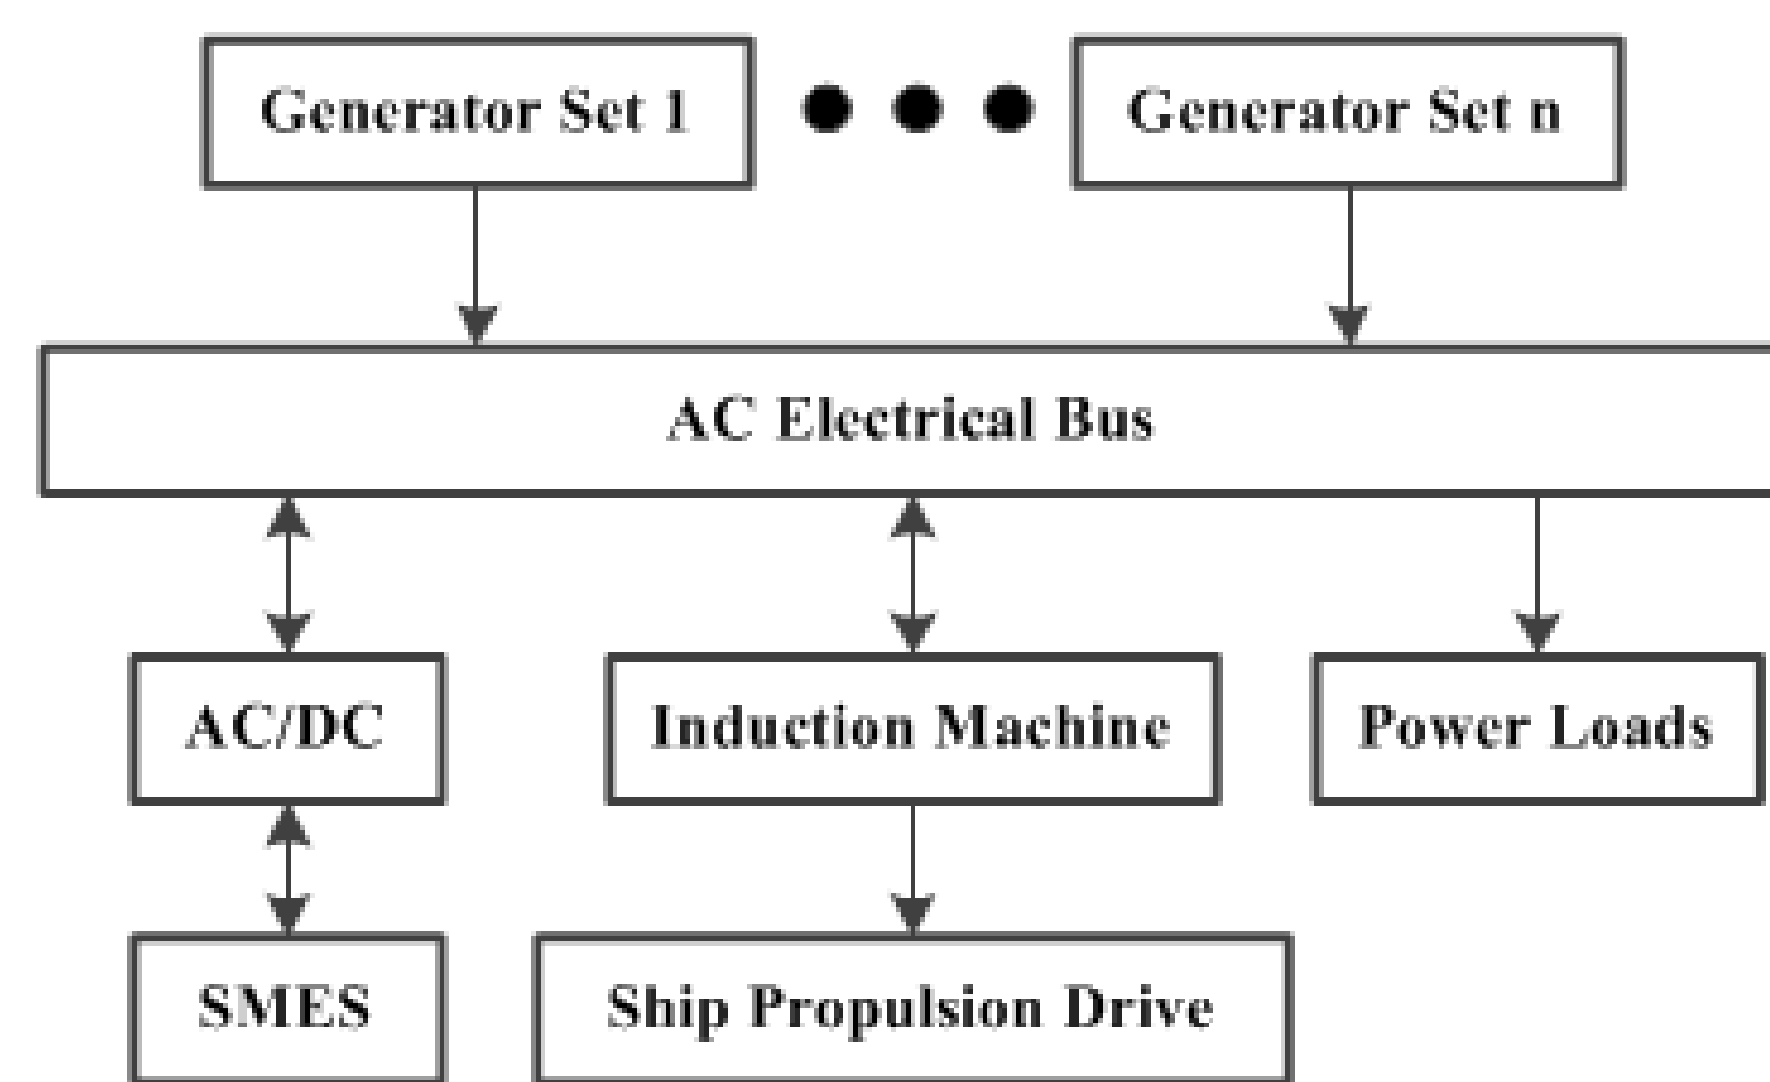 Generator Set 1
Generator Set n
AC Electrical Bus
AC/DC
Induction Machine
Power Loads
SMES
Ship Propulsion Drive